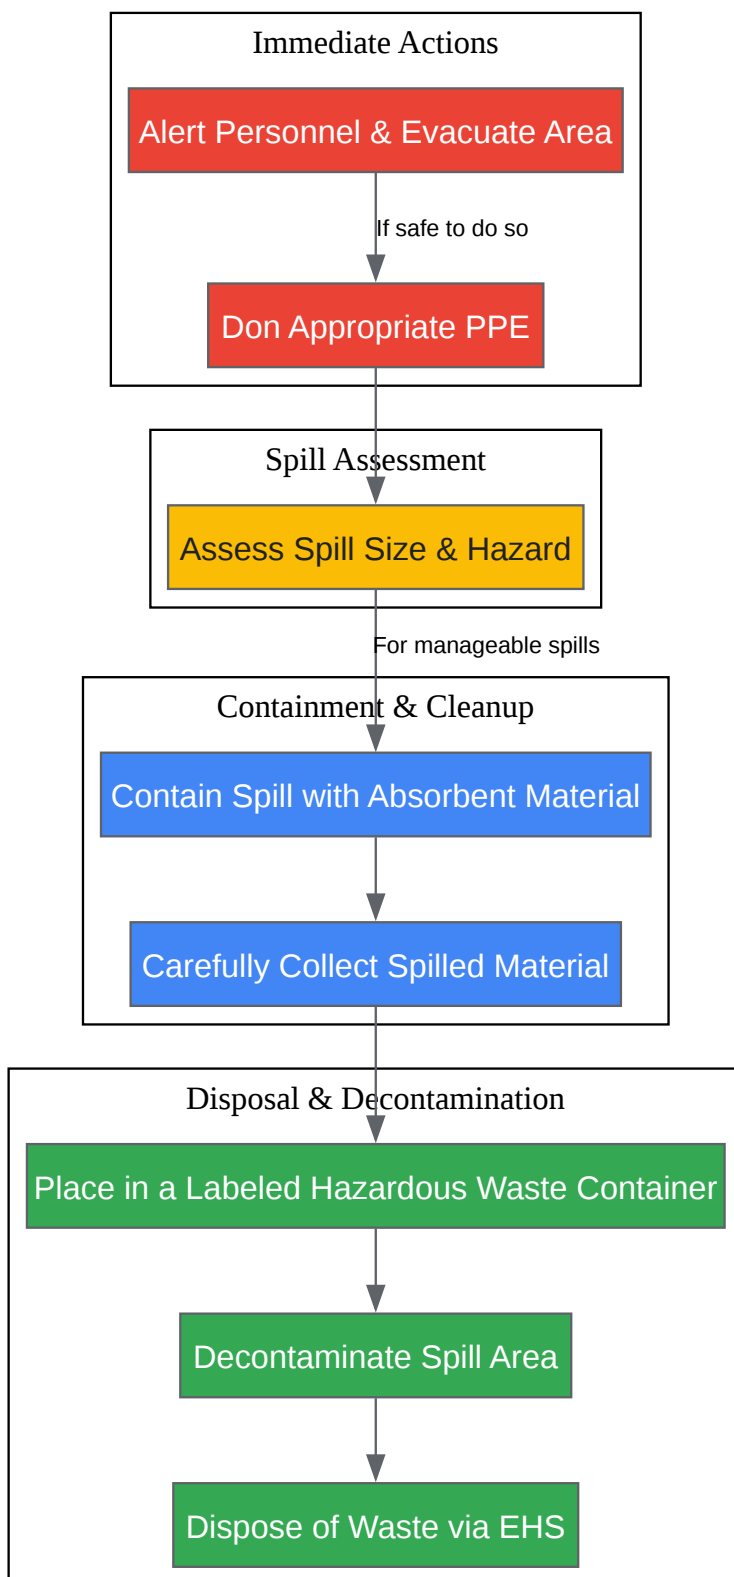 Immediate Actions
Alert Personnel & Evacuate Area
If safe to do so
Don Appropriate PPE
Spill Assessment
Assess Spill Size & Hazard
For manageable spills
Containment & Cleanup
Contain Spill with Absorbent Material
Carefully Collect Spilled Material
Disposal & Decontamination
Place in a Labeled Hazardous Waste Container
Decontaminate Spill Area
Dispose of Waste via EHS